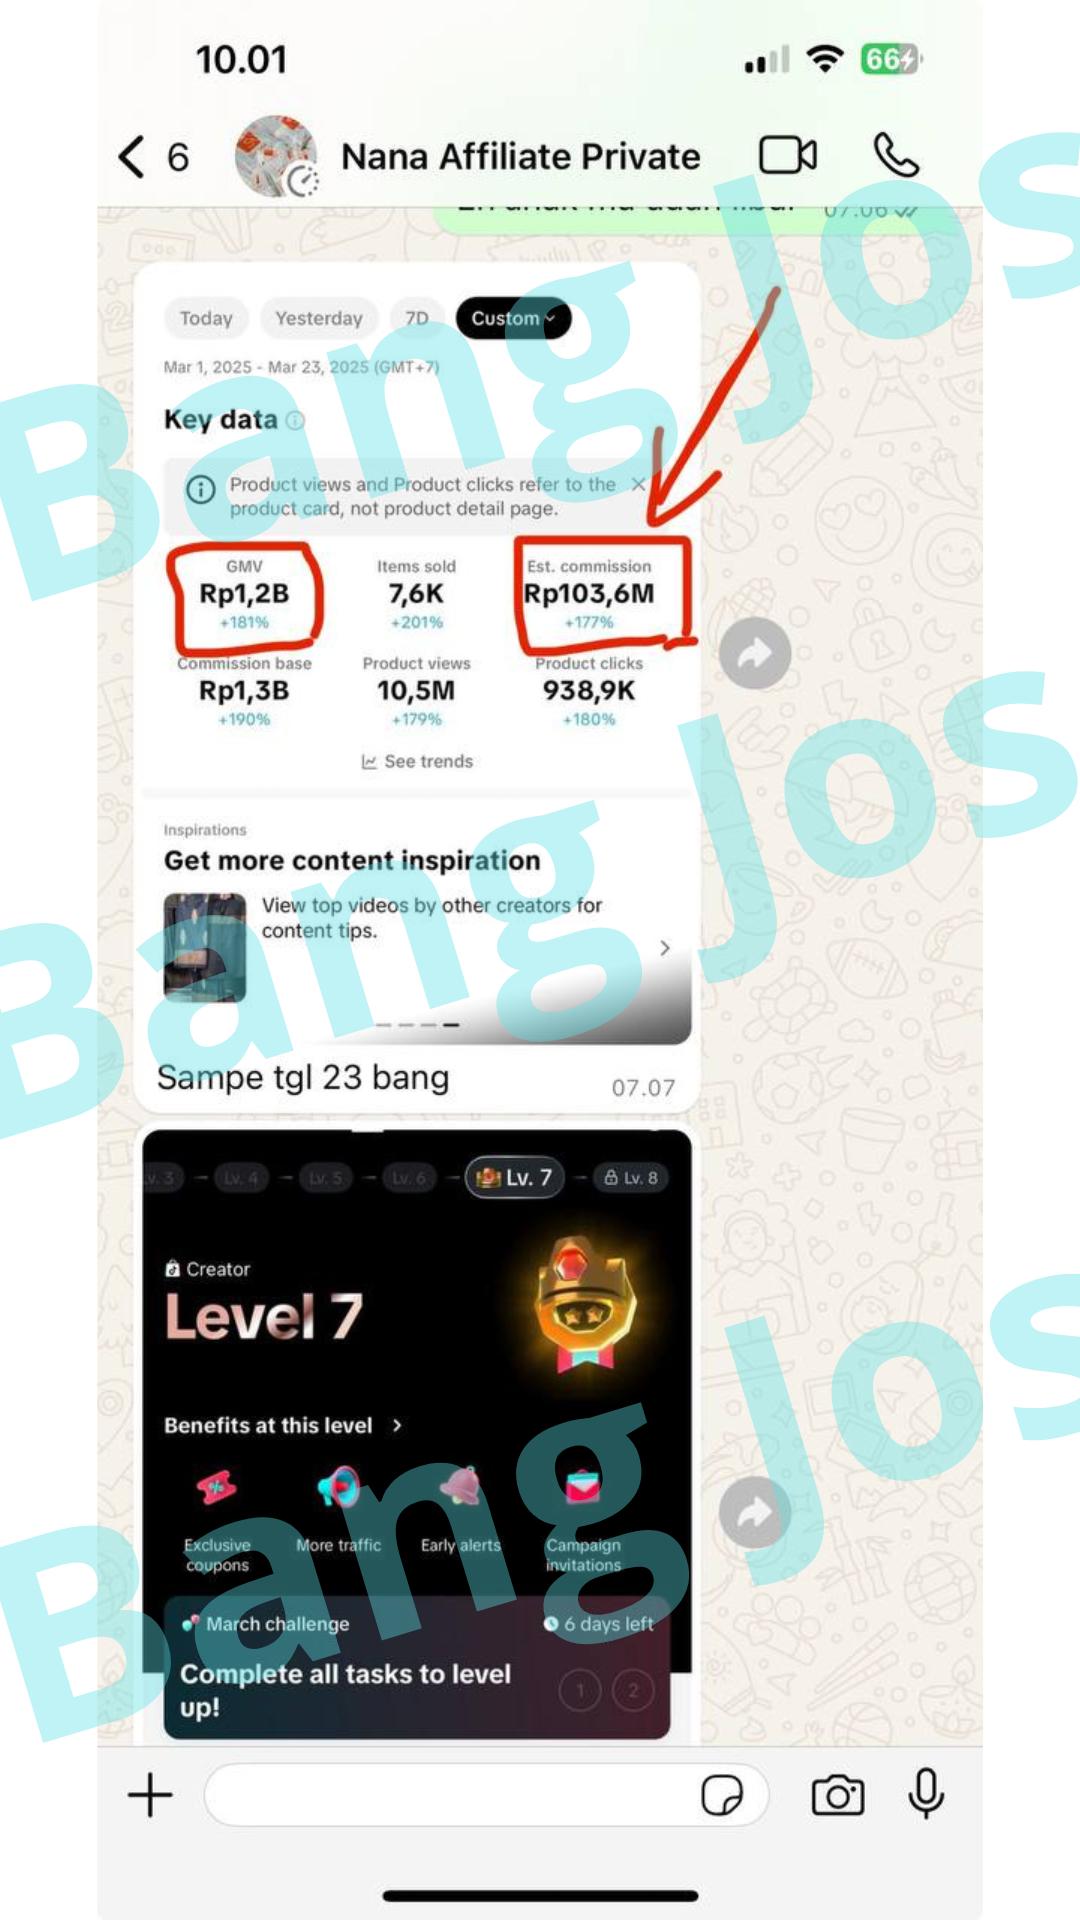 10.01
66
6
Nana Affiliate Private
07.06
Today
Yesterday
7D
Custom
Mar 1, 2025 - Mar 23, 2025 (GMT+7)
Key data
Product views and Product clicks refer to the
product card, not product detail page.
GMV
Items sold
Est. commission
Rp1,2B
7,6K
Rp103,6M
+181%
+201%
+177%
Commission base
Product views
Product clicks
Rp1,3B
10,5M
938,9K
+190%
+179%
+180%
See trends
Inspirations
Get more content inspiration
View top videos by other creators for
content tips.
Sampe tgl 23 bang
07.07
Lv. 4
Lv. 5
Lv. 6
Lv. 7
Lv. 8
Creator
Level 7
Benefits at this level
Exclusive
coupons
More traffic
Early alerts
Campaign
invitations
March challenge
6 days left
Complete all tasks to level
up!
1
2
Bang Jos
Bang Jos
Bang Jos